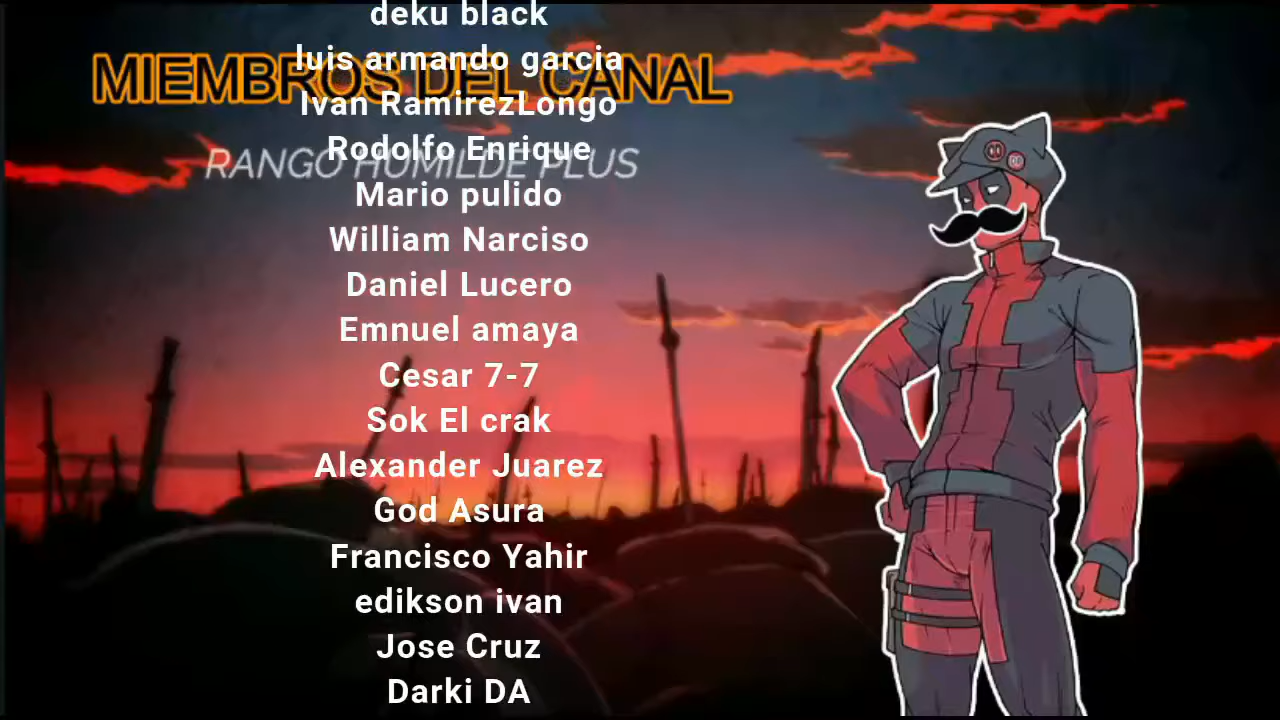 deku black
luis armando garcia
MIEMBROS DEL CANAL
Ivan RamirezLongo
Rodolfo Enrique
RANGO HUMILDE PLUS
Mario pulido
William Narciso
Daniel Lucero
Emnuel amaya
Cesar 7-7
Sok El crak
Alexander Juarez
God Asura
Francisco Yahir
edikson ivan
Jose Cruz
Darki DA